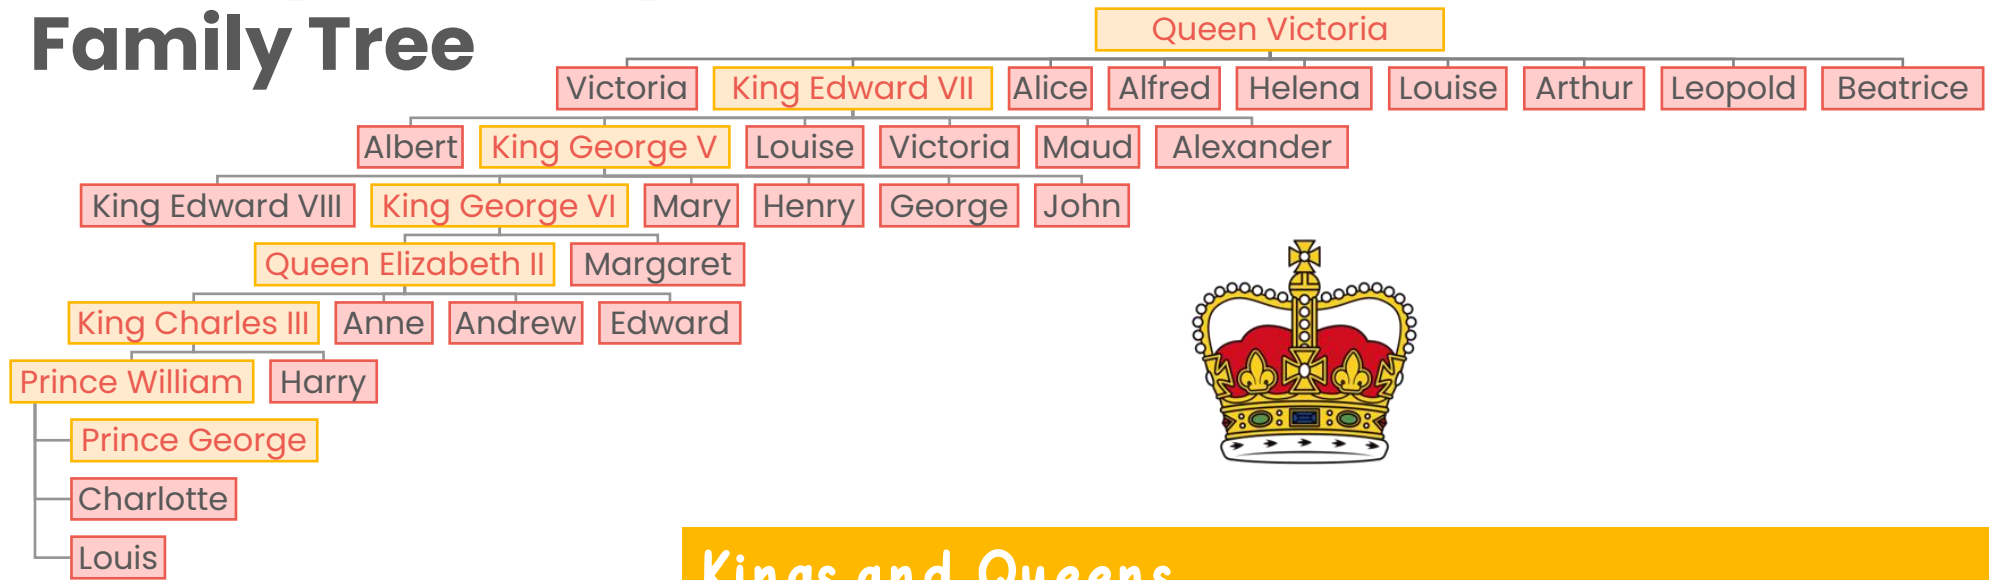 Family Tree
Queen Victoria
Victoria King Edward VII Alice Alfred Helena Louise Arthur Leopold Beatrice
Albert King George V Louise Victoria Maud Alexander
King Edward VIII King George VI Mary Henry George John
Queen Elizabeth II Margaret
King Charles III Anne Andrew Edward
Prince William Harry
Prince George
Charlotte
Louis
Kings and Queens